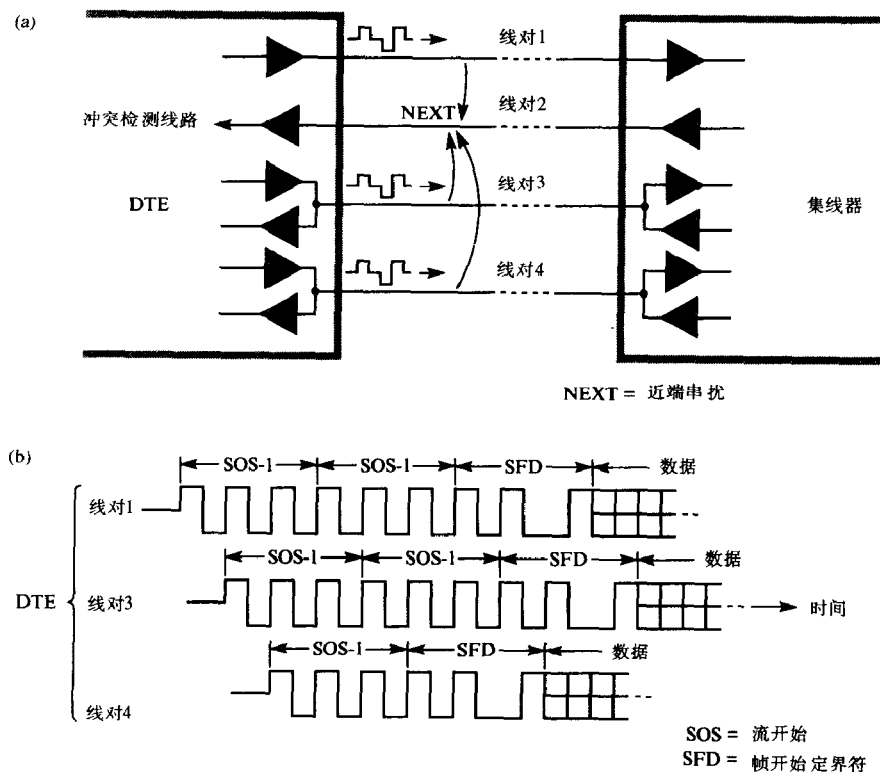 (a)
线对1
线对2
NEXT
冲突检测线路
线对3
DTE
集线器
线对4
NEXT = 近端串扰
(b)
SOS-1 SOS-1 SFD 数据
线对1
SOS-1 SOS-1 SFD 数据
DTE 线对3 时间
SOS-1 SFD 数据
线对4
SOS = 流开始
SFD = 帧开始定界符